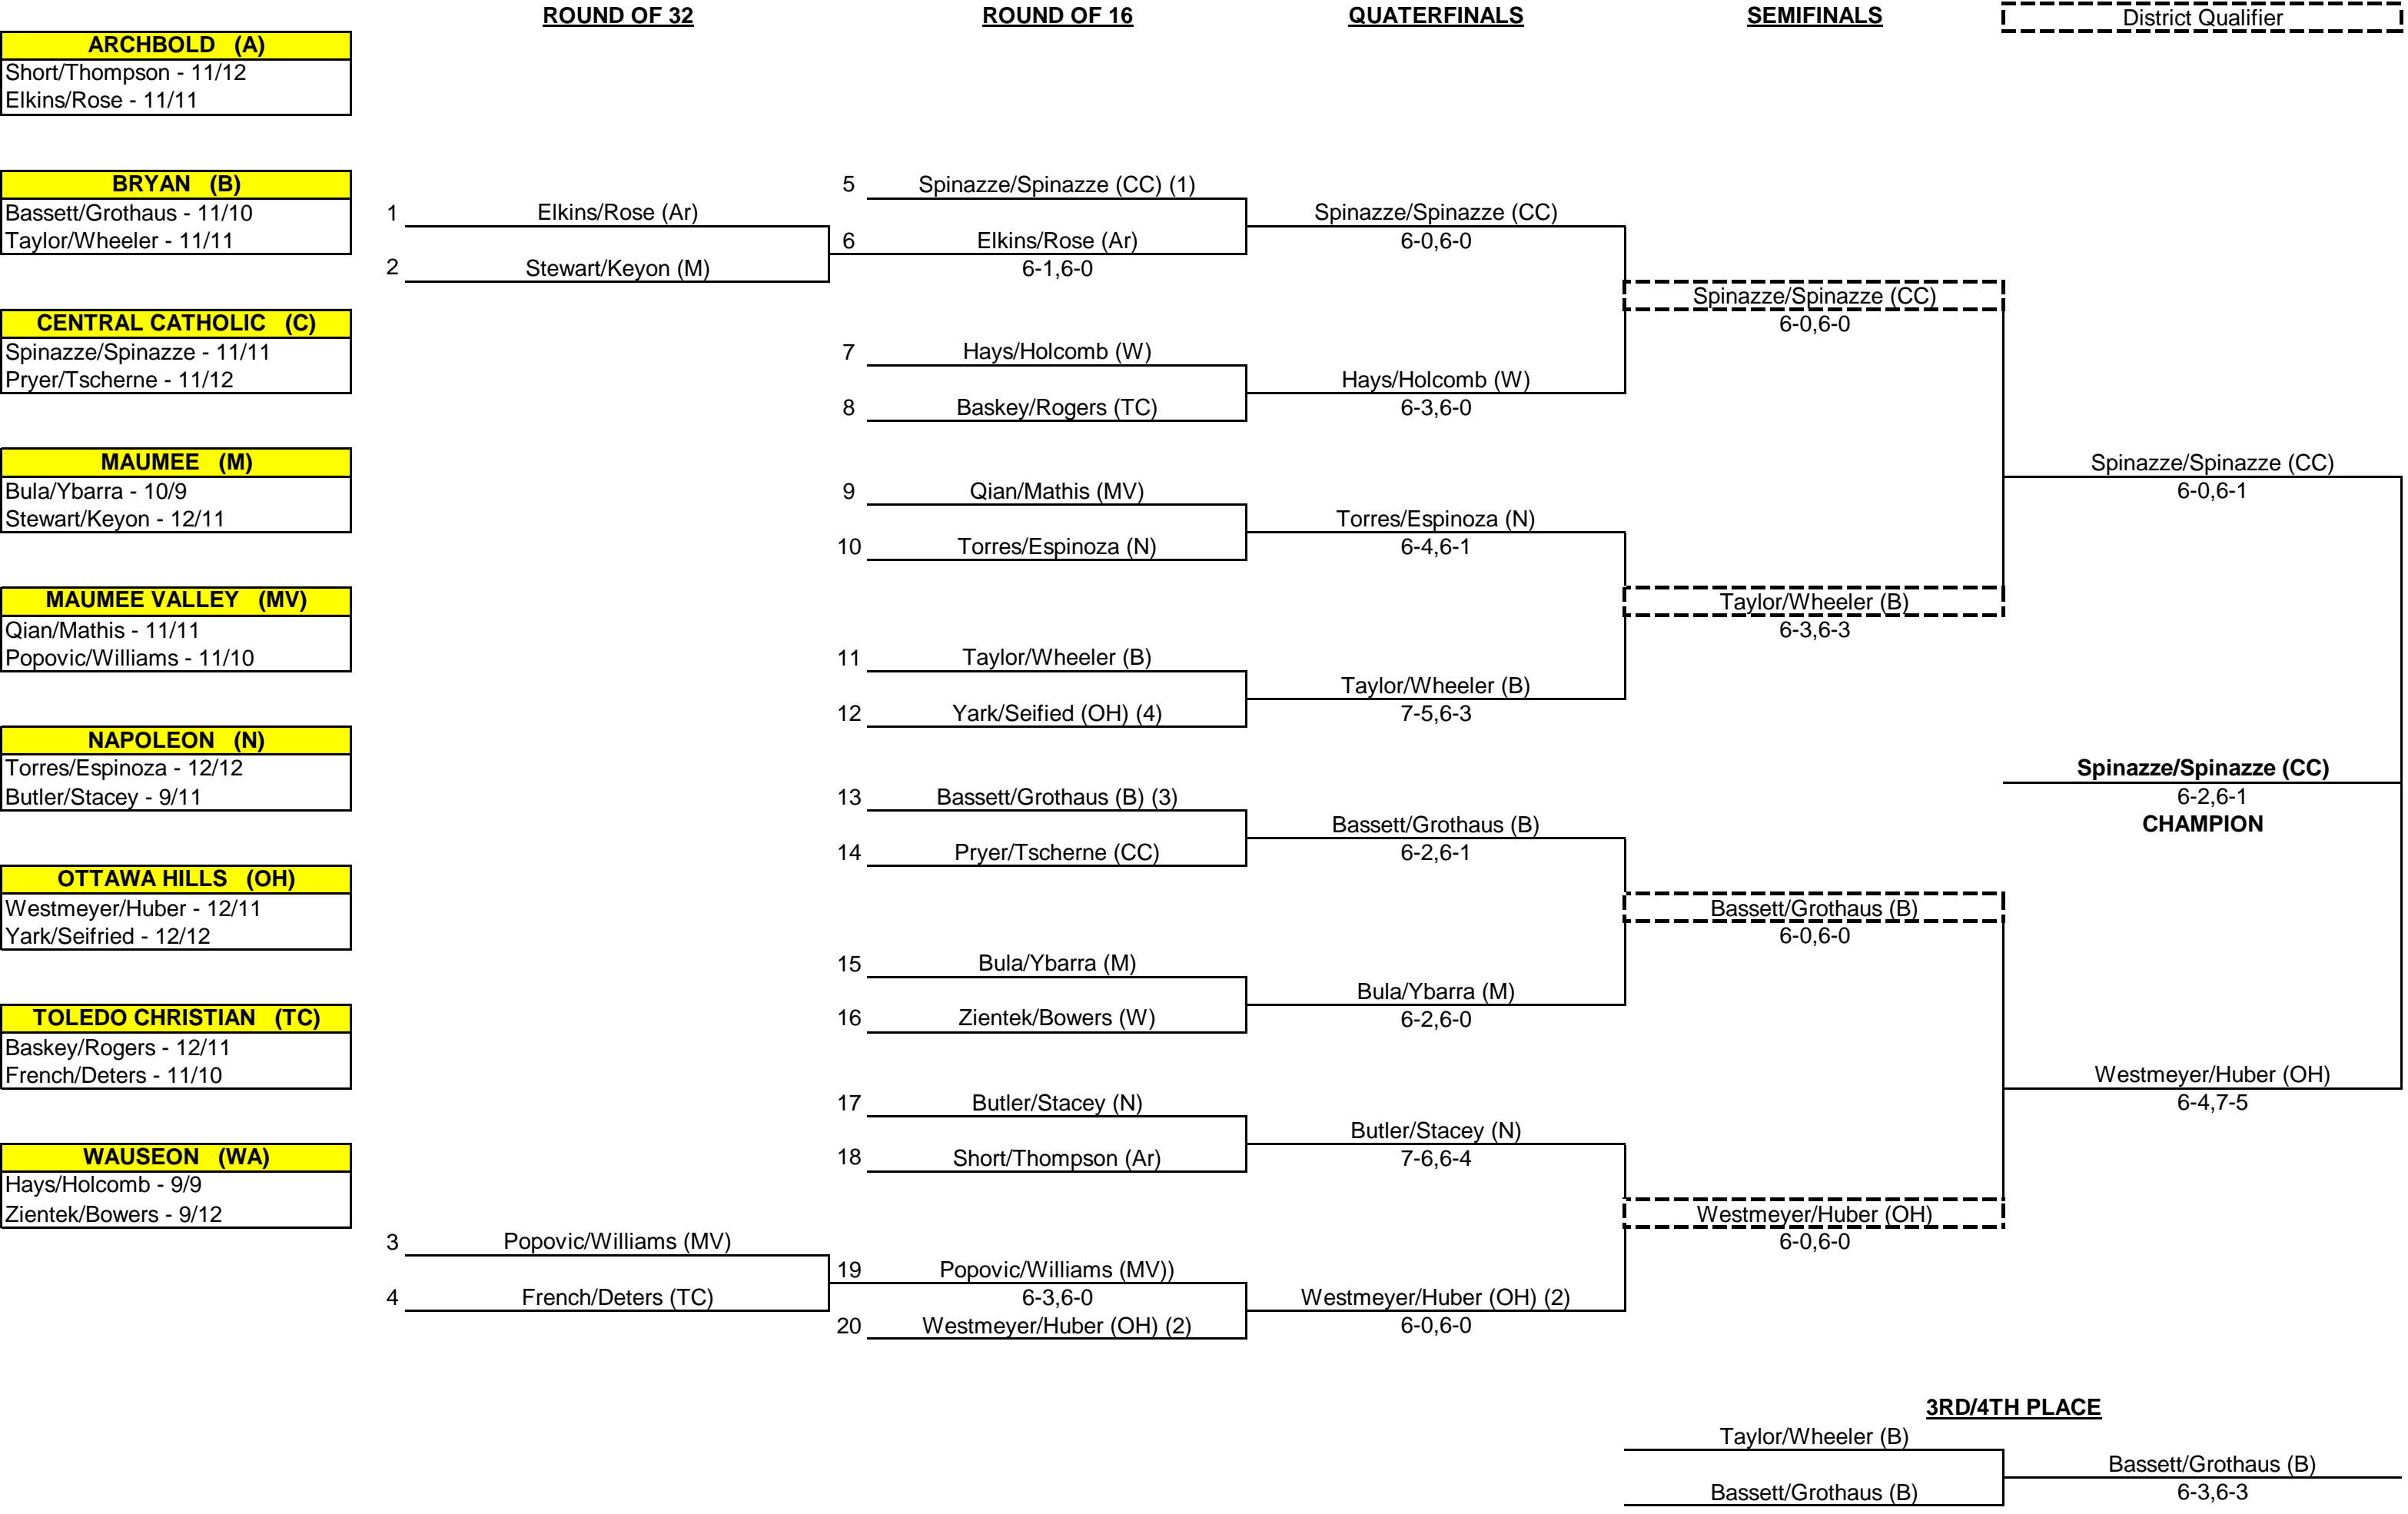 ROUND OF 32
ROUND OF 16
QUATERFINALS
SEMIFINALS
District Qualifier
ARCHBOLD (A)
Short/Thompson - 11/12
Elkins/Rose - 11/11
BRYAN (B)
Bassett/Grothaus - 11/10
Taylor/Wheeler - 11/11
CENTRAL CATHOLIC (C)
Spinazze/Spinazze - 11/11
Pryer/Tscherne - 11/12
MAUMEE (M)
Bula/Ybarra - 10/9
Stewart/Keyon - 12/11
MAUMEE VALLEY (MV)
Qian/Mathis - 11/11
Popovic/Williams - 11/10
NAPOLEON (N)
Torres/Espinoza - 12/12
Butler/Stacey - 9/11
OTTAWA HILLS (OH)
Westmeyer/Huber - 12/11
Yark/Seifried - 12/12
TOLEDO CHRISTIAN (TC)
Baskey/Rogers - 12/11
French/Deters - 11/10
WAUSEON (WA)
Hays/Holcomb - 9/9
Zientek/Bowers - 9/12
1 Elkins/Rose (Ar)
2 Stewart/Keyon (M)
3 Popovic/Williams (MV)
4 French/Deters (TC)
5 Spinazze/Spinazze (CC) (1)
6 Elkins/Rose (Ar)
6-1,6-0
7 Hays/Holcomb (W)
8 Baskey/Rogers (TC)
9 Qian/Mathis (MV)
10 Torres/Espinoza (N)
11 Taylor/Wheeler (B)
12 Yark/Seified (OH) (4)
13 Bassett/Grothaus (B) (3)
14 Pryer/Tscherne (CC)
15 Bula/Ybarra (M)
16 Zientek/Bowers (W)
17 Butler/Stacey (N)
18 Short/Thompson (Ar)
19 Popovic/Williams (MV))
6-3,6-0
20 Westmeyer/Huber (OH) (2)
Spinazze/Spinazze (CC)
6-0,6-0
Hays/Holcomb (W)
6-3,6-0
Torres/Espinoza (N)
6-4,6-1
Taylor/Wheeler (B)
7-5,6-3
Bassett/Grothaus (B)
6-2,6-1
Bula/Ybarra (M)
6-2,6-0
Butler/Stacey (N)
7-6,6-4
Westmeyer/Huber (OH) (2)
6-0,6-0
Spinazze/Spinazze (CC)
6-0,6-0
Taylor/Wheeler (B)
6-3,6-3
Bassett/Grothaus (B)
6-0,6-0
Westmeyer/Huber (OH)
6-0,6-0
Spinazze/Spinazze (CC)
6-0,6-1
Spinazze/Spinazze (CC)
6-2,6-1
CHAMPION
Westmeyer/Huber (OH)
6-4,7-5
3RD/4TH PLACE
Taylor/Wheeler (B)
Bassett/Grothaus (B)
Bassett/Grothaus (B)
6-3,6-3